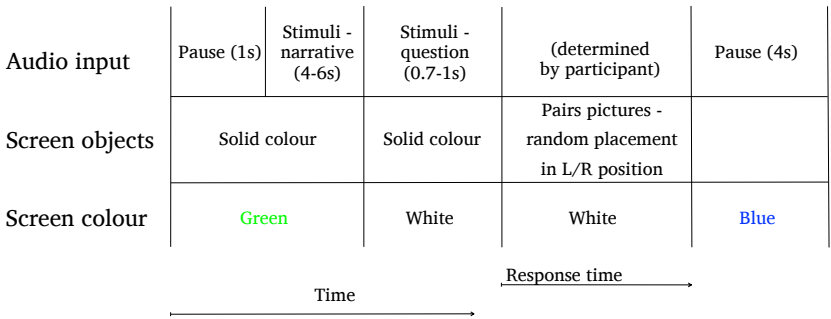 Audio input
Pause (1s)
Stimuli -
narrative
(4-6s)
Stimuli -
question
(0.7-1s)
(determined
by participant)
Pause (4s)
Screen objects
Solid colour
Solid colour
Pairs pictures -
random placement
in L/R position
Screen colour
Green
White
White
Blue
Response time
Time